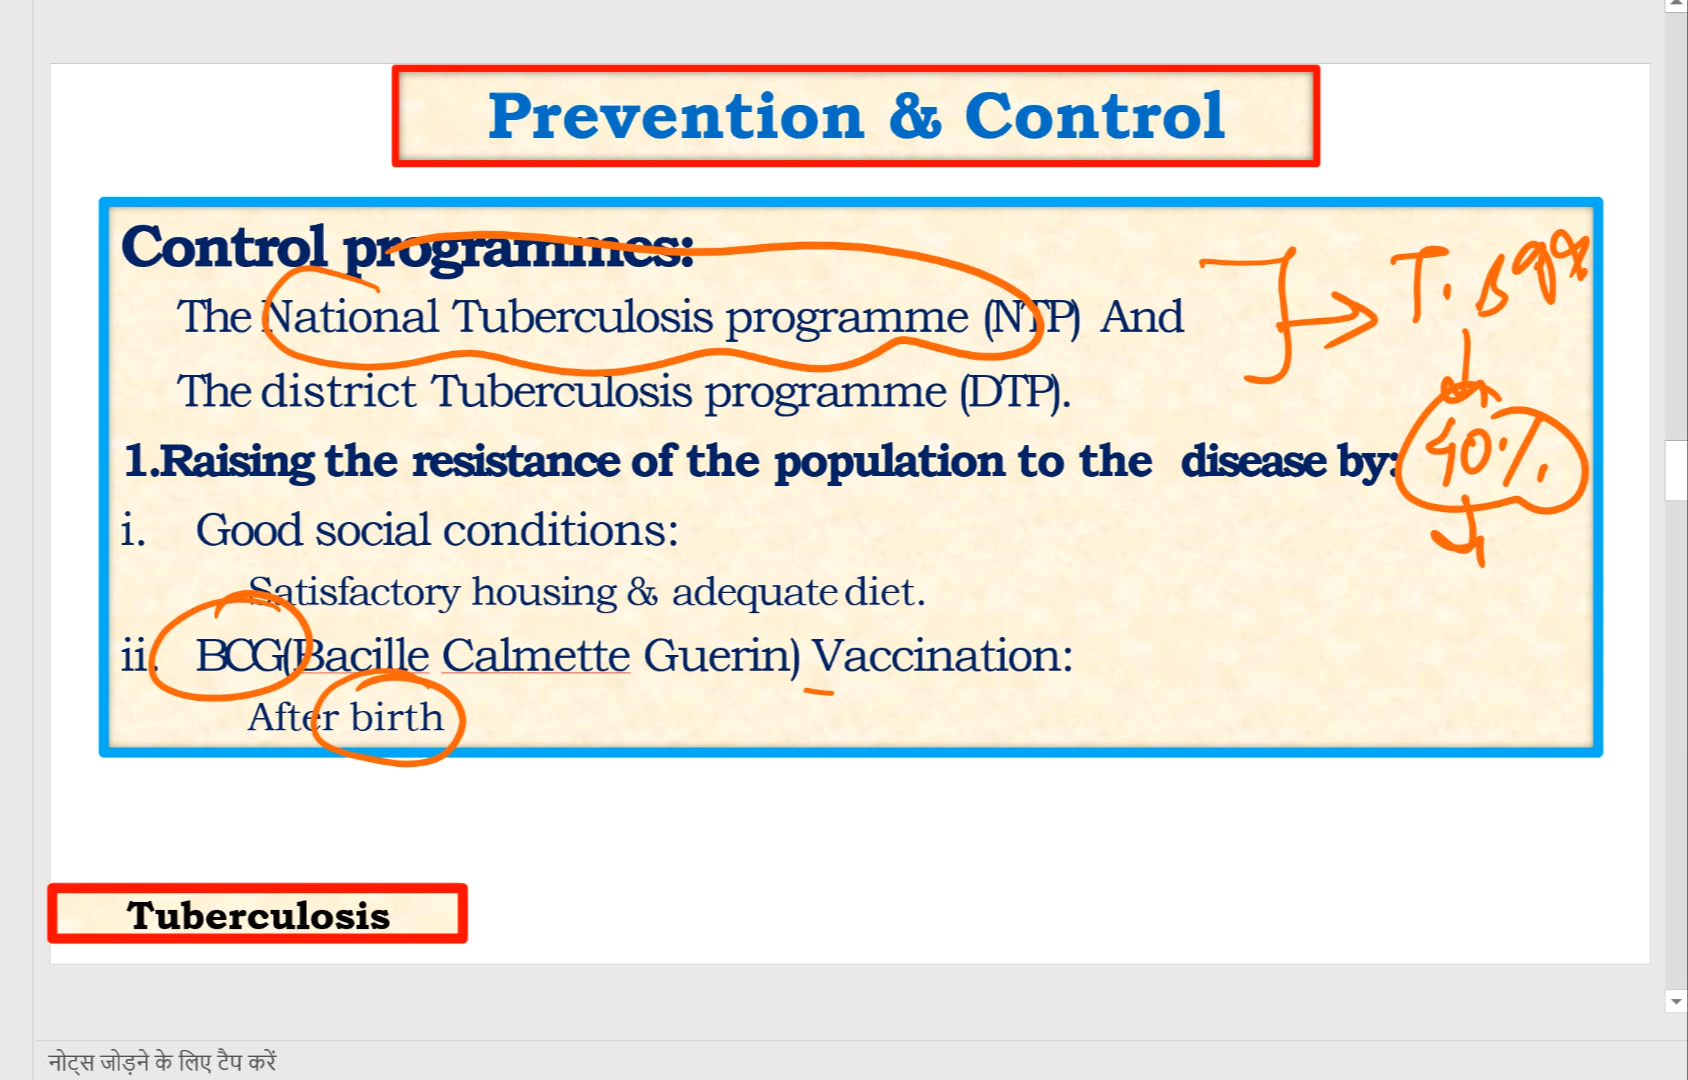 Prevention & Control
Control programmes:
The National Tuberculosis programme (NTP) And
The district Tuberculosis programme (DTP).
1.Raising the resistance of the population to the disease by:
40%
i. Good social conditions:
Satisfactory housing & adequate diet.
ii. BCG(Bacille Calmette Guerin) Vaccination:
After birth
Tuberculosis
नोट्स जोड़ने के लिए टैप करें